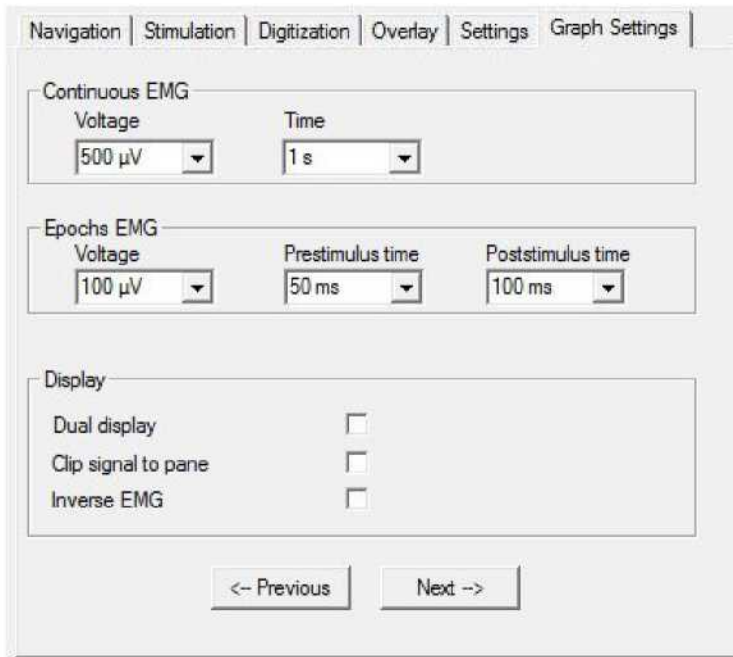 Navigation Stimulation Digitization Overlay Settings Graph Settings
Continuous EMG
Voltage Time
500 µV 1 s
Epochs EMG
Voltage Prestimulus time Poststimulus time
100 µV 50 ms 100 ms
Display
Dual display
Clip signal to pane
Inverse EMG
<-- Previous Next -->